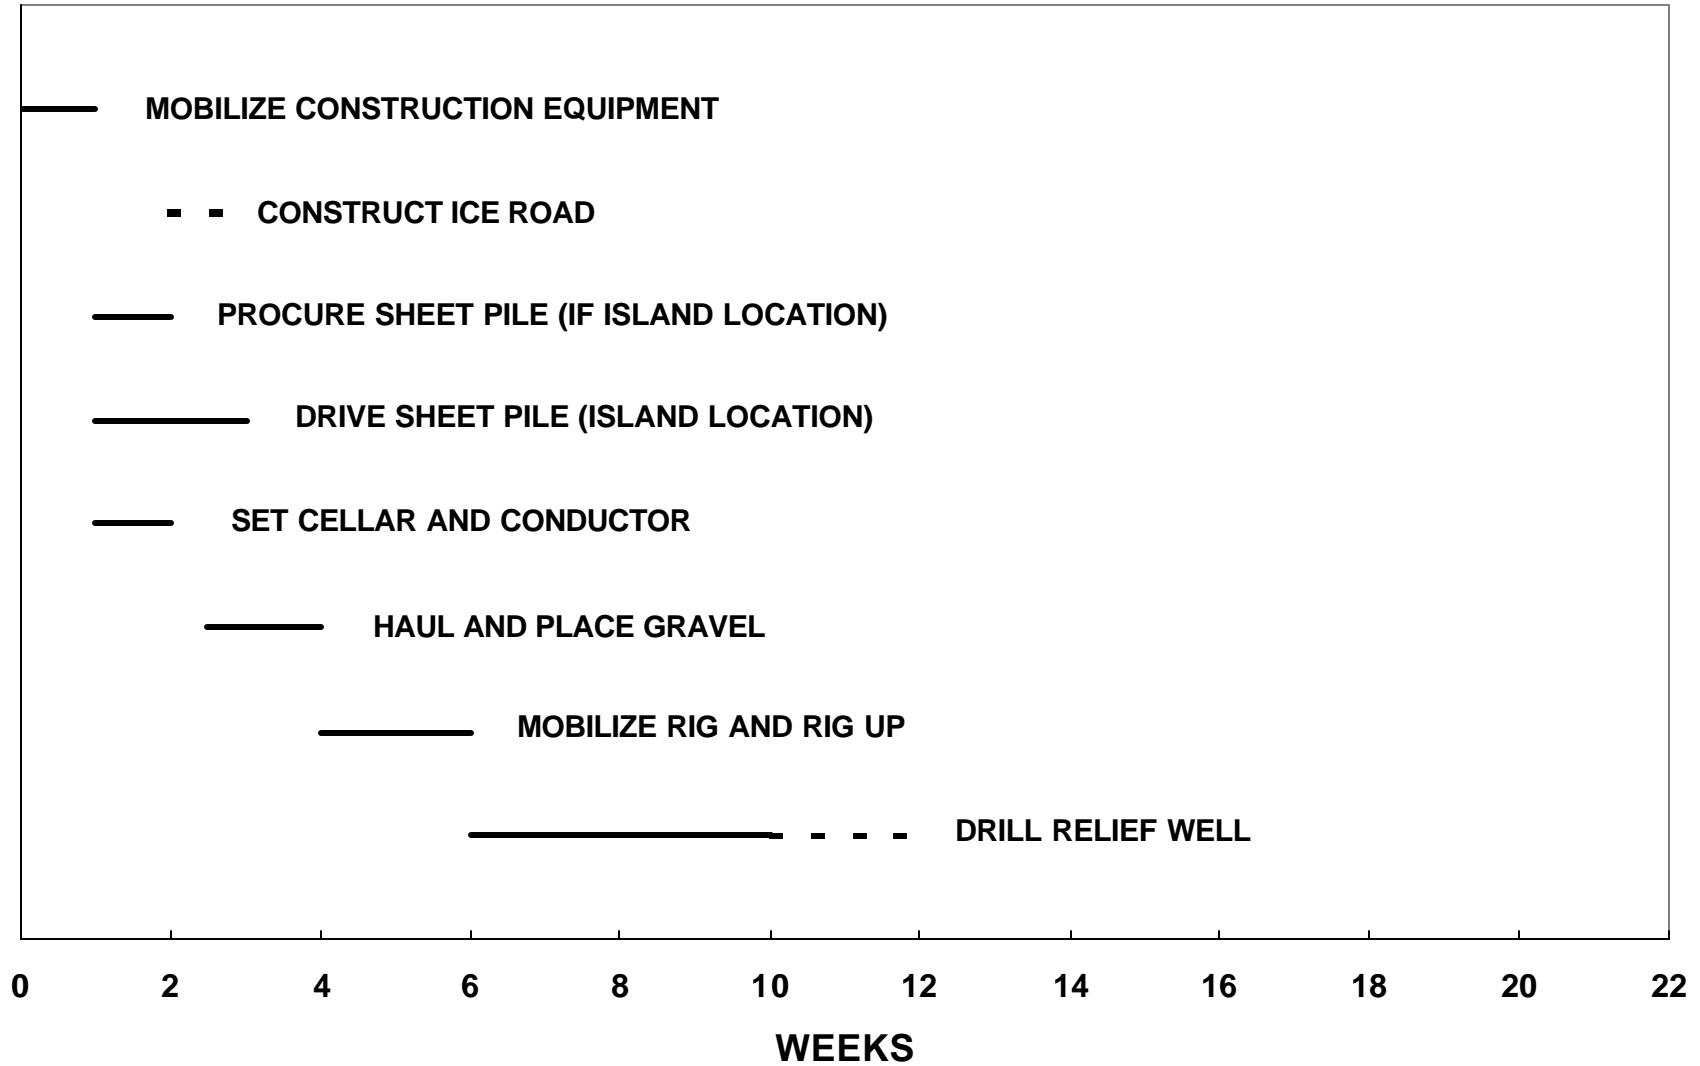 MOBILIZE CONSTRUCTION EQUIPMENT
CONSTRUCT ICE ROAD
PROCURE SHEET PILE (IF ISLAND LOCATION)
DRIVE SHEET PILE (ISLAND LOCATION)
SET CELLAR AND CONDUCTOR
HAUL AND PLACE GRAVEL
MOBILIZE RIG AND RIG UP
DRILL RELIEF WELL
0 2 4 6 8 10 12 14 16 18 20 22
WEEKS